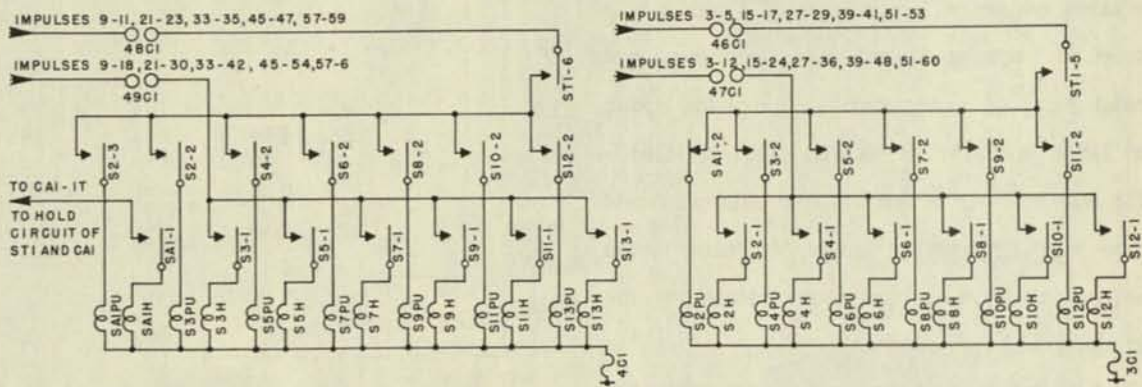 IMPULSES 9-11, 21-23, 33-35, 45-47, 57-59
48C1
IMPULSES 9-18, 21-30, 33-42, 45-54, 57-6
49C1
ST1-6
S2-3
S2-2
S4-2
S6-2
S8-2
S10-2
S12-2
TO CA1-1T
TO HOLD
CIRCUIT OF
ST1 AND CA1
SA1-1
S3-1
S5-1
S7-1
S9-1
S11-1
S13-1
SA1PU
SA1H
S3PU
S3H
S5PU
S5H
S7PU
S7H
S9PU
S9H
S11PU
S11H
S13PU
S13H
4C1
IMPULSES 3-5, 15-17, 27-29, 39-41, 51-53
46C1
IMPULSES 3-12, 15-24, 27-36, 39-48, 51-60
47C1
ST1-5
SA1-2
S3-2
S5-2
S7-2
S9-2
S11-2
S2-1
S4-1
S6-1
S8-1
S10-1
S12-1
S2PU
S2H
S4PU
S4H
S6PU
S6H
S8PU
S8H
S10PU
S10H
S12PU
S12H
3C1